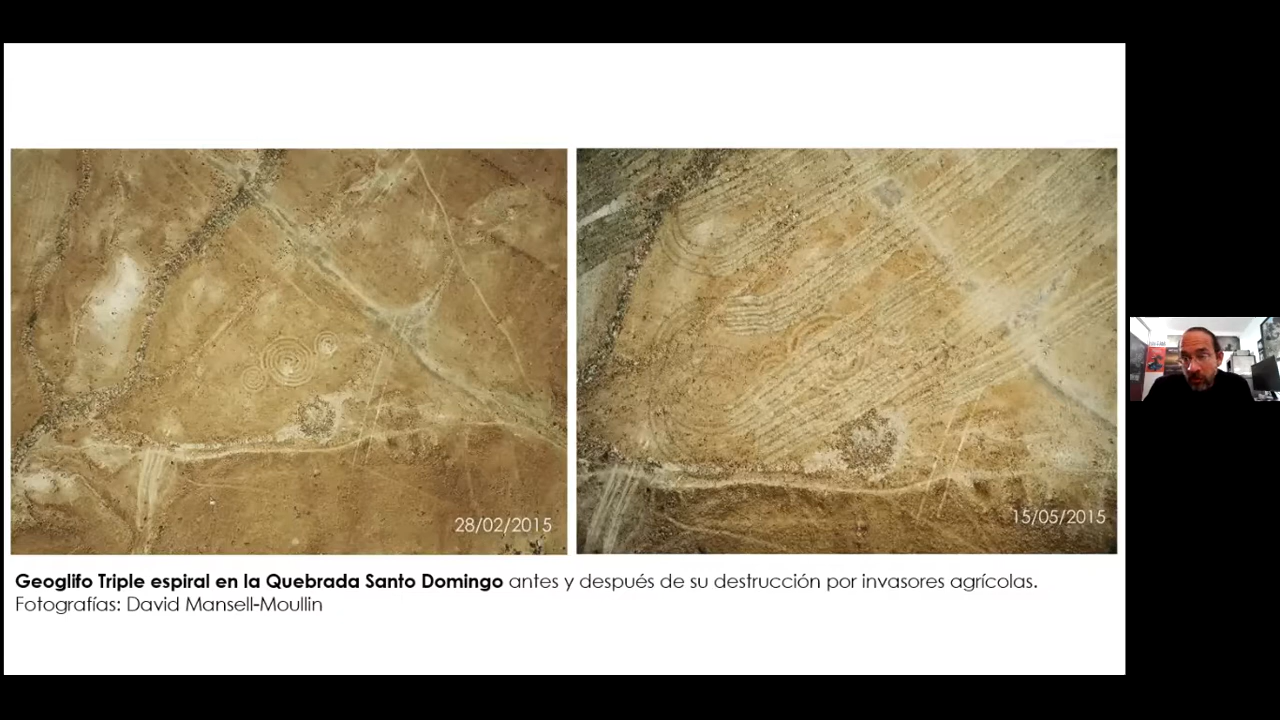 28/02/2015
15/05/2015
Geoglifo Triple espiral en la Quebrada Santo Domingo antes y después de su destrucción por invasores agrícolas.
Fotografías: David Mansell-Moullin